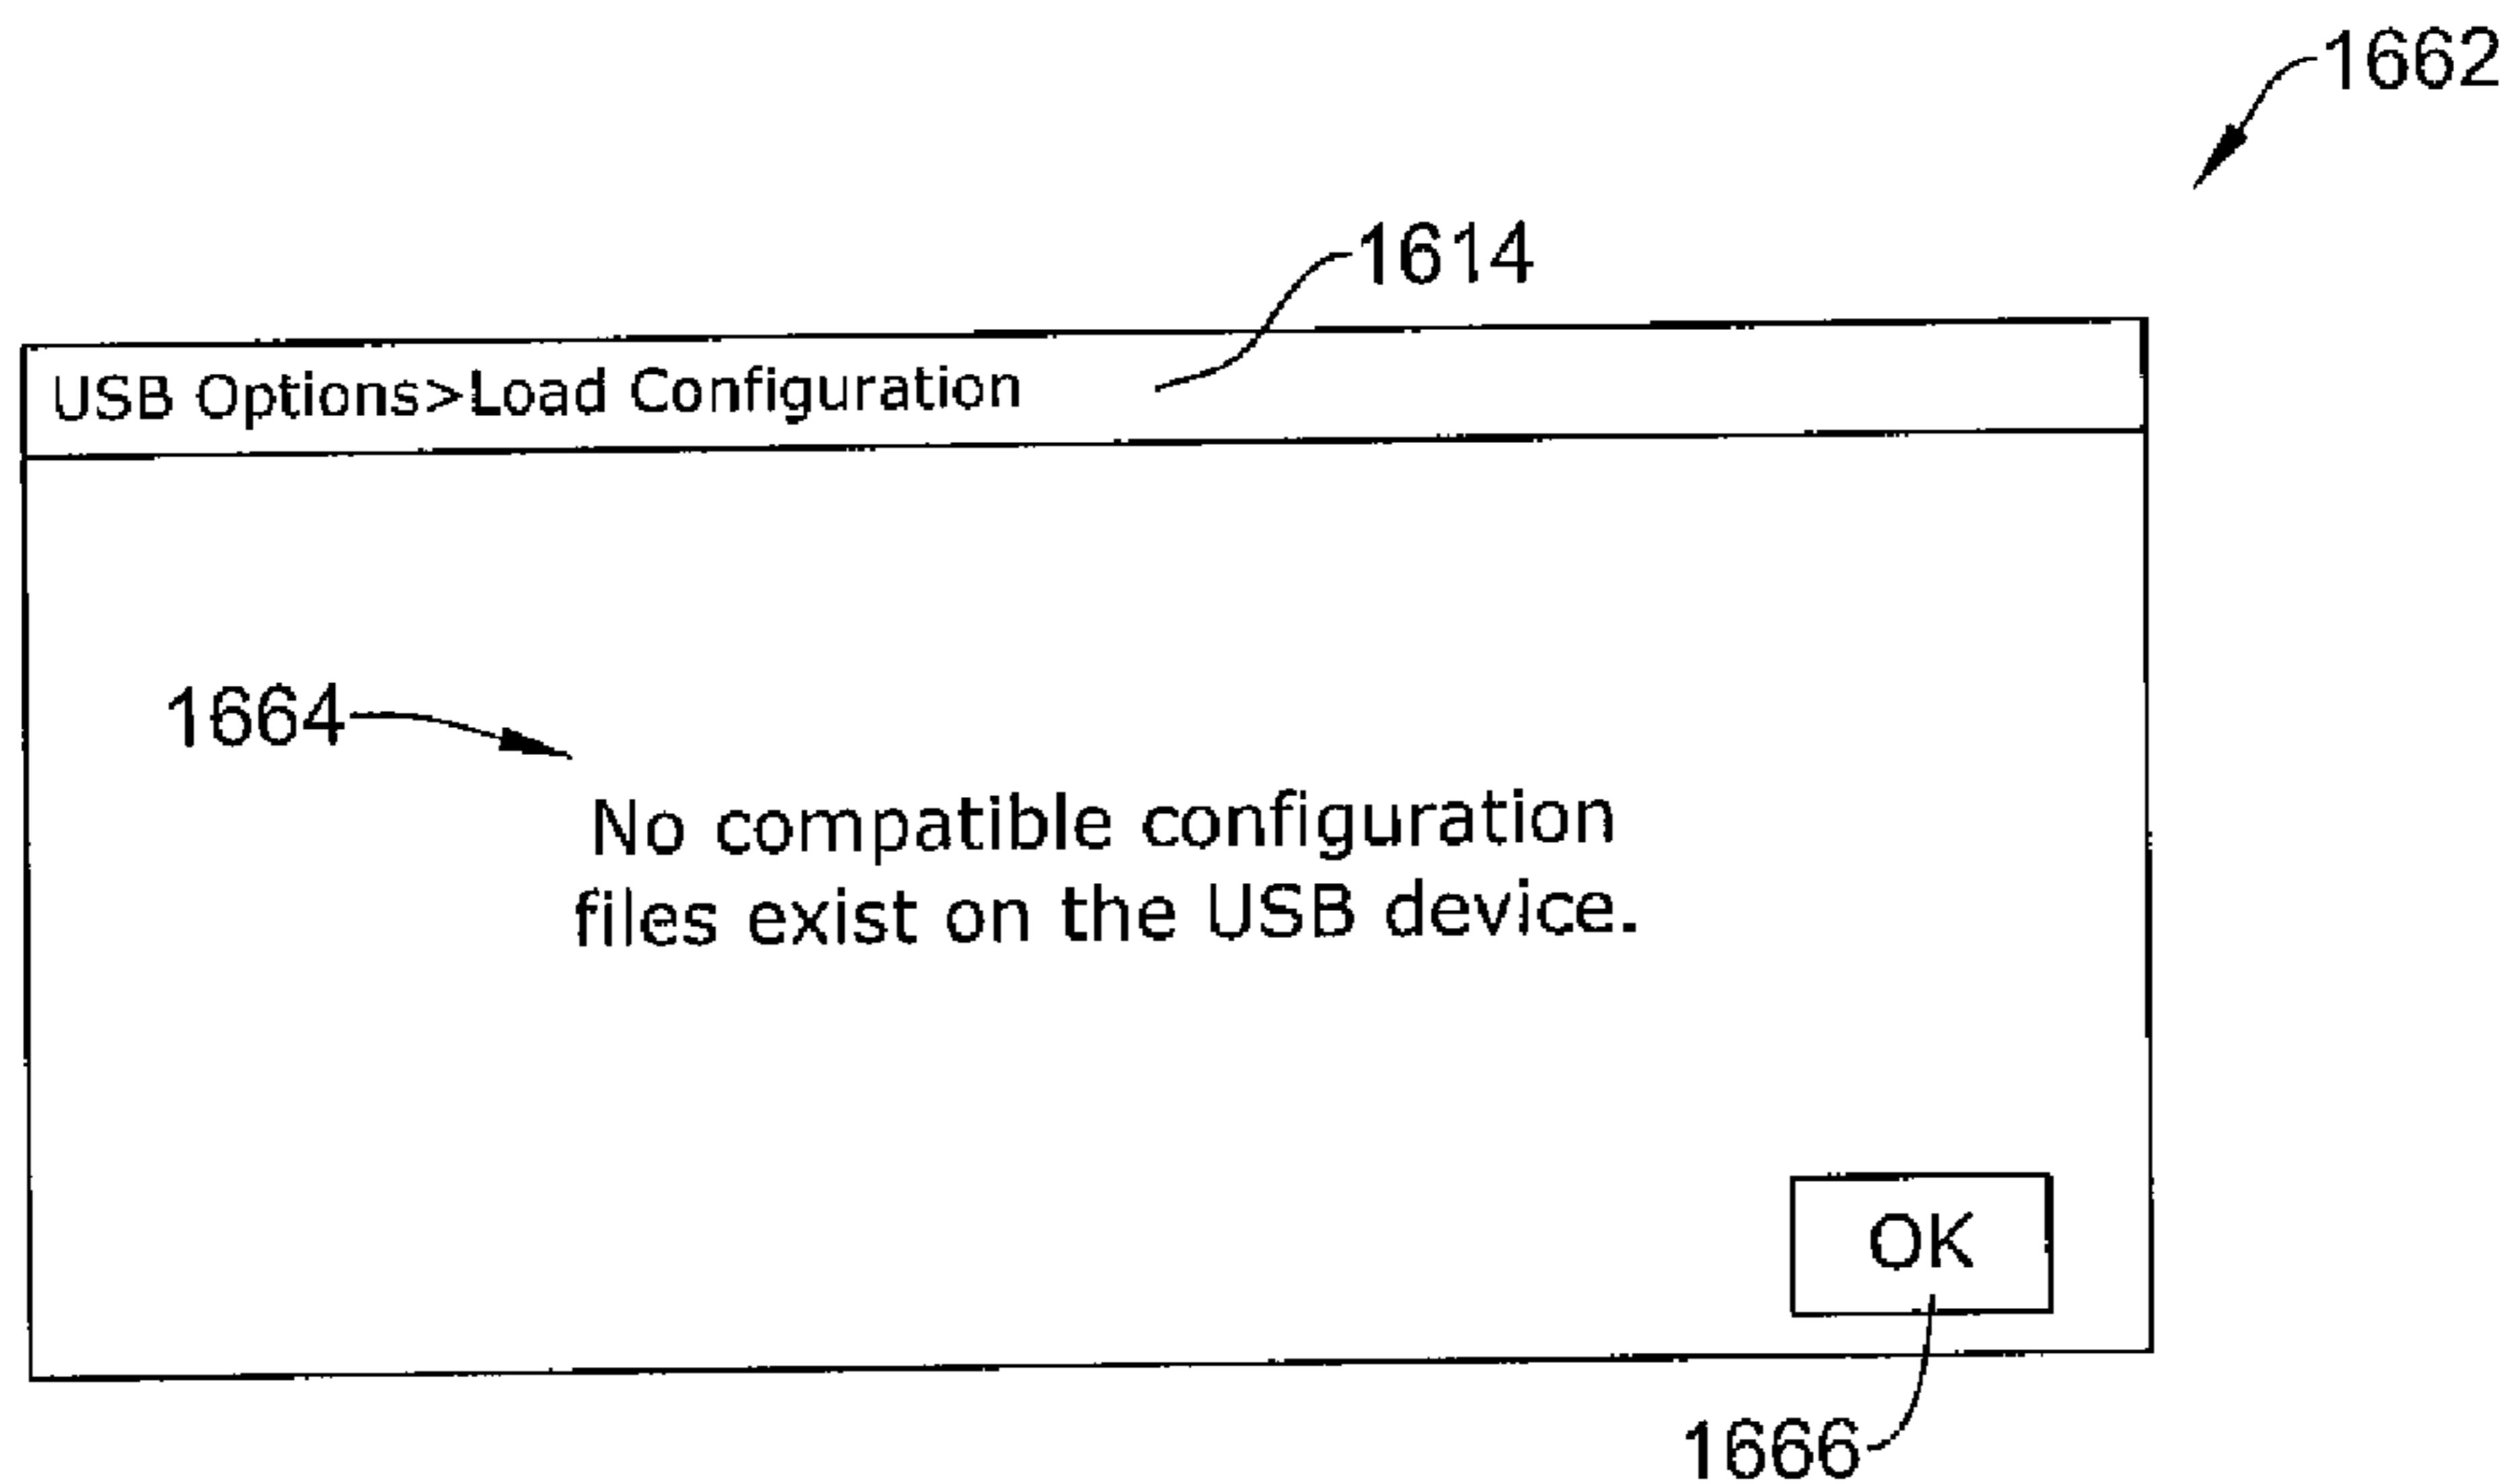 1662
1614
USB Options>Load Configuration
1664
No compatible configuration
files exist on the USB device.
OK
1666